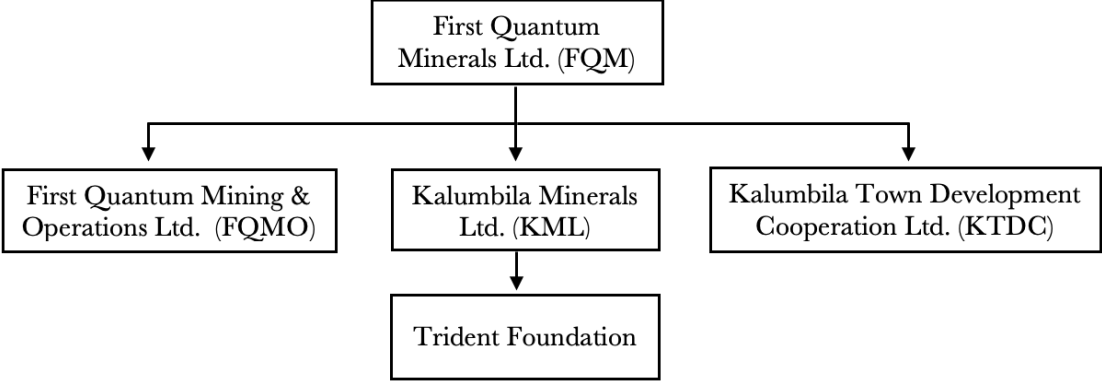 First Quantum
Minerals Ltd. (FQM)
First Quantum Mining &
Operations Ltd. (FQMO)
Kalumbila Minerals
Ltd. (KML)
Kalumbila Town Development
Cooperation Ltd. (KTDC)
Trident Foundation